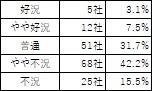 好況 5社 3.1%
やや好況 12社 7.5%
普通 51社 31.7%
やや不況 68社 42.2%
不況 25社 15.5%